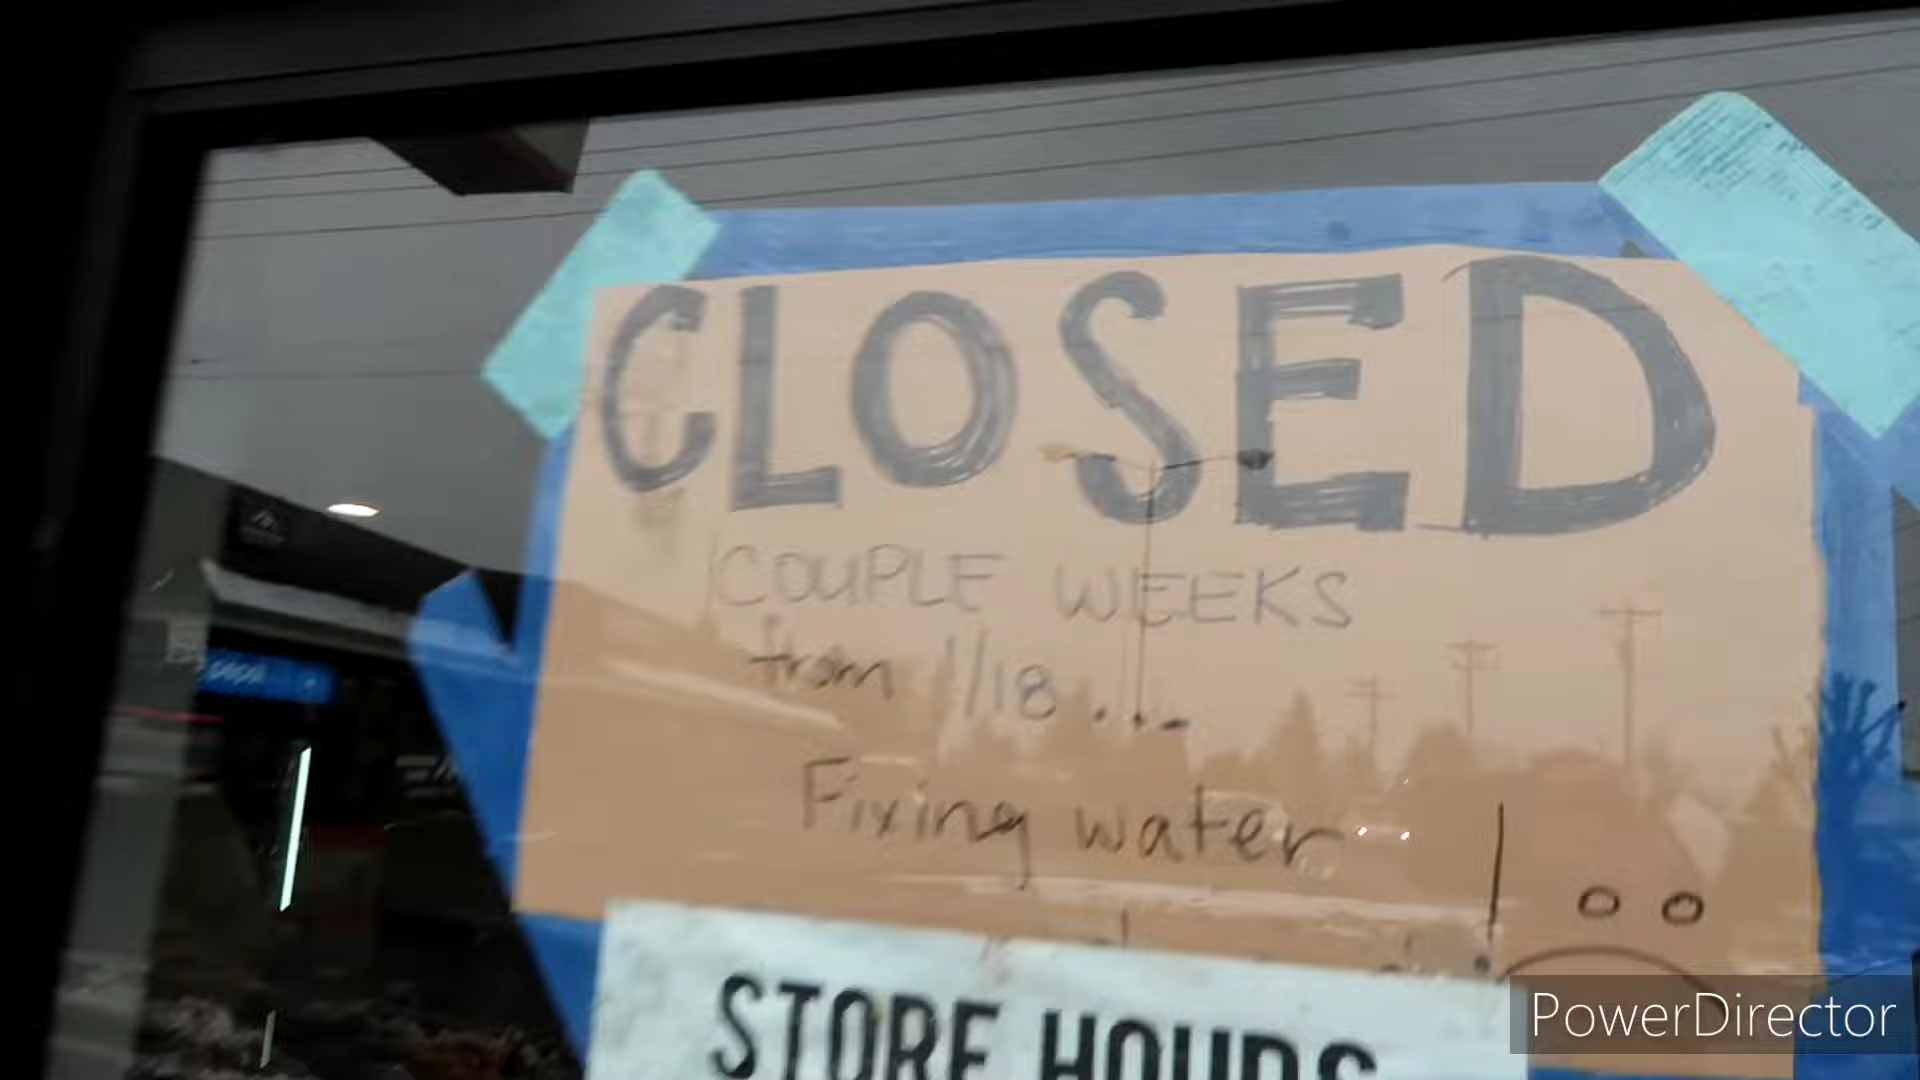 CLOSED
COUPLE WEEKS
from 1/18...
Fixing water
STORE HOURS
PowerDirector